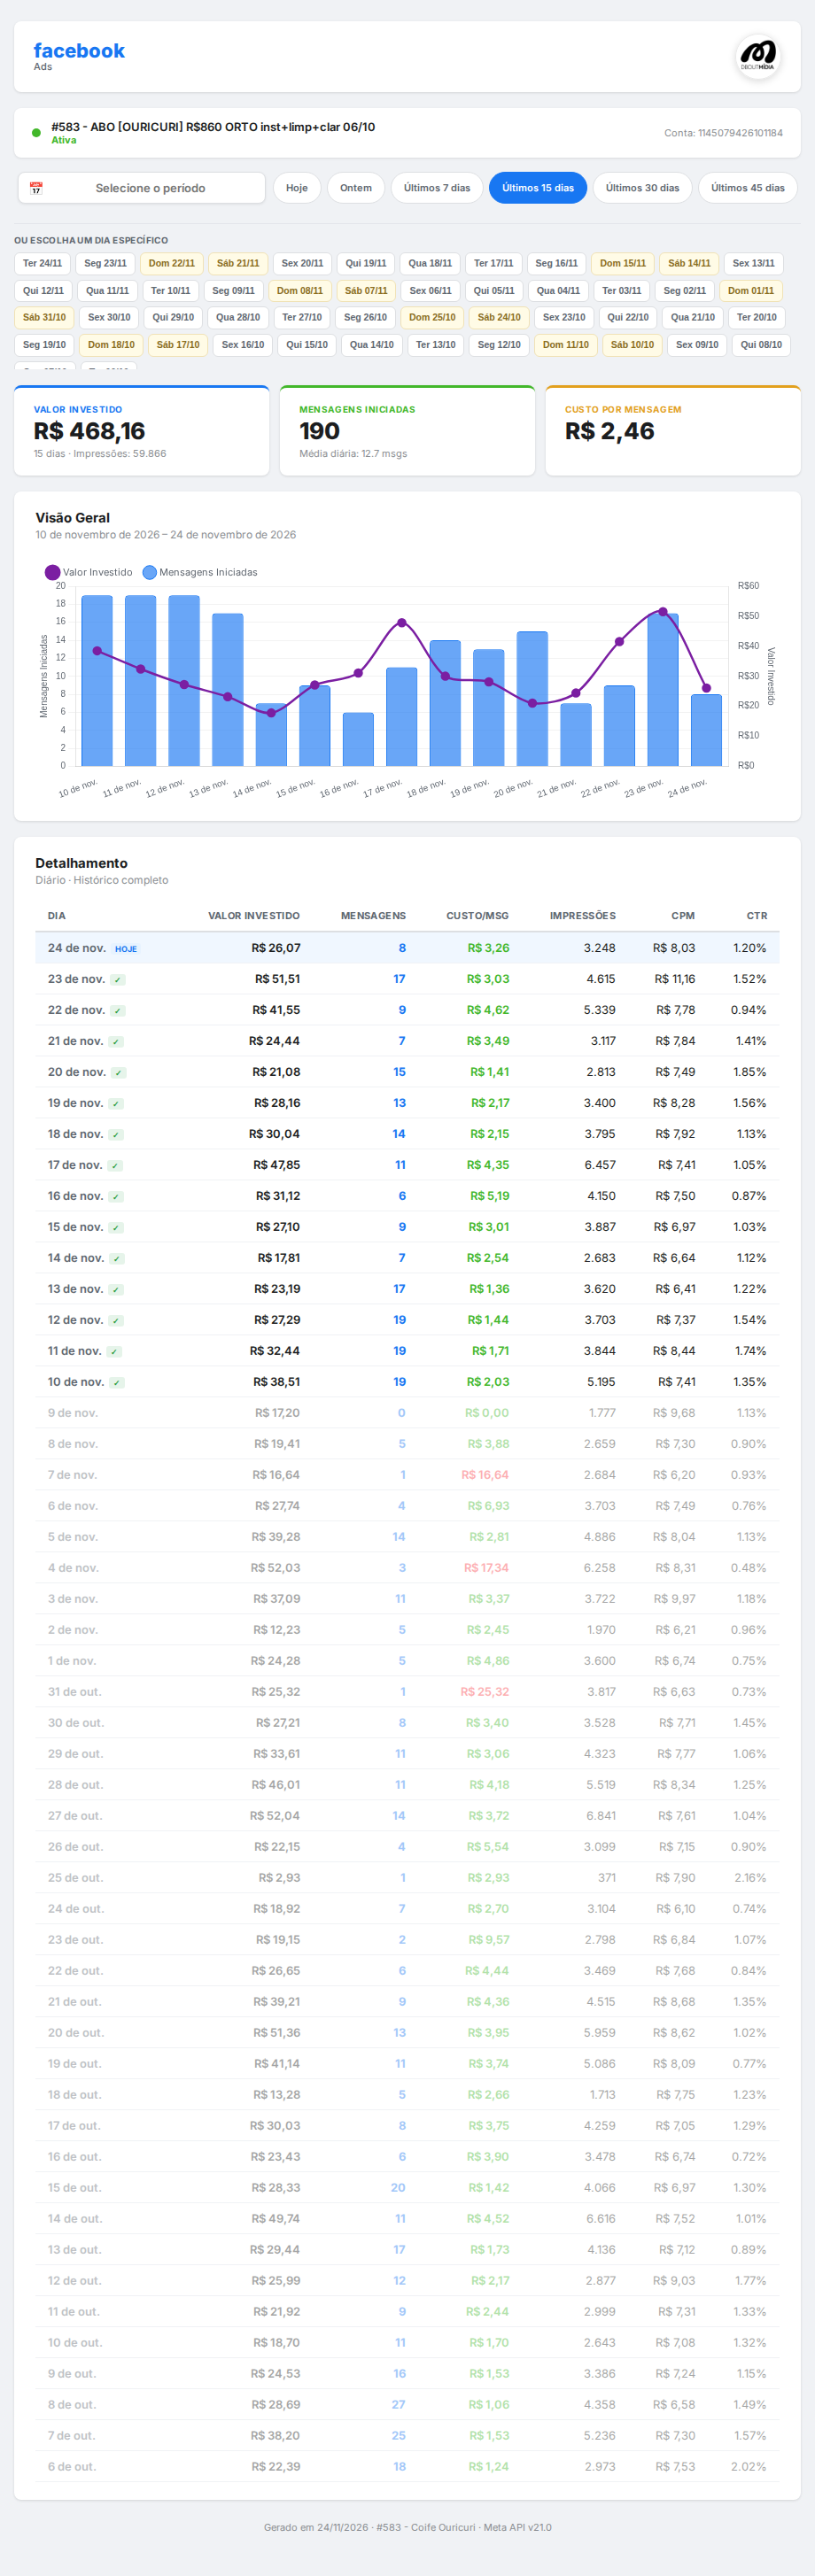 facebook
Ads
DBOUTMÍDIA
#583 - ABO [OURICURI] R$860 ORTO inst+limp+clar 06/10
Ativa
Conta: 1145079426101184
Selecione o período
Hoje
Ontem
Últimos 7 dias
Últimos 15 dias
Últimos 30 dias
Últimos 45 dias
OU ESCOLHA UM DIA ESPECÍFICO
Ter 24/11 Seg 23/11 Dom 22/11 Sáb 21/11 Sex 20/11 Qui 19/11 Qua 18/11 Ter 17/11 Seg 16/11 Dom 15/11 Sáb 14/11 Sex 13/11
Qui 12/11 Qua 11/11 Ter 10/11 Seg 09/11 Dom 08/11 Sáb 07/11 Sex 06/11 Qui 05/11 Qua 04/11 Ter 03/11 Seg 02/11 Dom 01/11
Sáb 31/10 Sex 30/10 Qui 29/10 Qua 28/10 Ter 27/10 Seg 26/10 Dom 25/10 Sáb 24/10 Sex 23/10 Qui 22/10 Qua 21/10 Ter 20/10
Seg 19/10 Dom 18/10 Sáb 17/10 Sex 16/10 Qui 15/10 Qua 14/10 Ter 13/10 Seg 12/10 Dom 11/10 Sáb 10/10 Sex 09/10 Qui 08/10
VALOR INVESTIDO
R$ 468,16
15 dias · Impressões: 59.866
MENSAGENS INICIADAS
190
Média diária: 12.7 msgs
CUSTO POR MENSAGEM
R$ 2,46
Visão Geral
10 de novembro de 2026 – 24 de novembro de 2026
Valor Investido
Mensagens Iniciadas
Mensagens Iniciadas
20
18
16
14
12
10
8
6
4
2
0
R$60
R$50
R$40
R$30
R$20
R$10
R$0
Valor Investido
10 de nov. 11 de nov. 12 de nov. 13 de nov. 14 de nov. 15 de nov. 16 de nov. 17 de nov. 18 de nov. 19 de nov. 20 de nov. 21 de nov. 22 de nov. 23 de nov. 24 de nov.
Detalhamento
Diário · Histórico completo
DIA VALOR INVESTIDO MENSAGENS CUSTO/MSG IMPRESSÕES CPM CTR
24 de nov. HOJE R$ 26,07 8 R$ 3,26 3.248 R$ 8,03 1.20%
23 de nov. ✓ R$ 51,51 17 R$ 3,03 4.615 R$ 11,16 1.52%
22 de nov. ✓ R$ 41,55 9 R$ 4,62 5.339 R$ 7,78 0.94%
21 de nov. ✓ R$ 24,44 7 R$ 3,49 3.117 R$ 7,84 1.41%
20 de nov. ✓ R$ 21,08 15 R$ 1,41 2.813 R$ 7,49 1.85%
19 de nov. ✓ R$ 28,16 13 R$ 2,17 3.400 R$ 8,28 1.56%
18 de nov. ✓ R$ 30,04 14 R$ 2,15 3.795 R$ 7,92 1.13%
17 de nov. ✓ R$ 47,85 11 R$ 4,35 6.457 R$ 7,41 1.05%
16 de nov. ✓ R$ 31,12 6 R$ 5,19 4.150 R$ 7,50 0.87%
15 de nov. ✓ R$ 27,10 9 R$ 3,01 3.887 R$ 6,97 1.03%
14 de nov. ✓ R$ 17,81 7 R$ 2,54 2.683 R$ 6,64 1.12%
13 de nov. ✓ R$ 23,19 17 R$ 1,36 3.620 R$ 6,41 1.22%
12 de nov. ✓ R$ 27,29 19 R$ 1,44 3.703 R$ 7,37 1.54%
11 de nov. ✓ R$ 32,44 19 R$ 1,71 3.844 R$ 8,44 1.74%
10 de nov. ✓ R$ 38,51 19 R$ 2,03 5.195 R$ 7,41 1.35%
9 de nov. R$ 17,20 0 R$ 0,00 1.777 R$ 9,68 1.13%
8 de nov. R$ 19,41 5 R$ 3,88 2.659 R$ 7,30 0.90%
7 de nov. R$ 16,64 1 R$ 16,64 2.684 R$ 6,20 0.93%
6 de nov. R$ 27,74 4 R$ 6,93 3.703 R$ 7,49 0.76%
5 de nov. R$ 39,28 14 R$ 2,81 4.886 R$ 8,04 1.13%
4 de nov. R$ 52,03 3 R$ 17,34 6.258 R$ 8,31 0.48%
3 de nov. R$ 37,09 11 R$ 3,37 3.722 R$ 9,97 1.18%
2 de nov. R$ 12,23 5 R$ 2,45 1.970 R$ 6,21 0.96%
1 de nov. R$ 24,28 5 R$ 4,86 3.600 R$ 6,74 0.75%
31 de out. R$ 25,32 1 R$ 25,32 3.817 R$ 6,63 0.73%
30 de out. R$ 27,21 8 R$ 3,40 3.528 R$ 7,71 1.45%
29 de out. R$ 33,61 11 R$ 3,06 4.323 R$ 7,77 1.06%
28 de out. R$ 46,01 11 R$ 4,18 5.519 R$ 8,34 1.25%
27 de out. R$ 52,04 14 R$ 3,72 6.841 R$ 7,61 1.04%
26 de out. R$ 22,15 4 R$ 5,54 3.099 R$ 7,15 0.90%
25 de out. R$ 2,93 1 R$ 2,93 371 R$ 7,90 2.16%
24 de out. R$ 18,92 7 R$ 2,70 3.104 R$ 6,10 0.74%
23 de out. R$ 19,15 2 R$ 9,57 2.798 R$ 6,84 1.07%
22 de out. R$ 26,65 6 R$ 4,44 3.469 R$ 7,68 0.84%
21 de out. R$ 39,21 9 R$ 4,36 4.515 R$ 8,68 1.35%
20 de out. R$ 51,36 13 R$ 3,95 5.959 R$ 8,62 1.02%
19 de out. R$ 41,14 11 R$ 3,74 5.086 R$ 8,09 0.77%
18 de out. R$ 13,28 5 R$ 2,66 1.713 R$ 7,75 1.23%
17 de out. R$ 30,03 8 R$ 3,75 4.259 R$ 7,05 1.29%
16 de out. R$ 23,43 6 R$ 3,90 3.478 R$ 6,74 0.72%
15 de out. R$ 28,33 20 R$ 1,42 4.066 R$ 6,97 1.30%
14 de out. R$ 49,74 11 R$ 4,52 6.616 R$ 7,52 1.01%
13 de out. R$ 29,44 17 R$ 1,73 4.136 R$ 7,12 0.89%
12 de out. R$ 25,99 12 R$ 2,17 2.877 R$ 9,03 1.77%
11 de out. R$ 21,92 9 R$ 2,44 2.999 R$ 7,31 1.33%
10 de out. R$ 18,70 11 R$ 1,70 2.643 R$ 7,08 1.32%
9 de out. R$ 24,53 16 R$ 1,53 3.386 R$ 7,24 1.15%
8 de out. R$ 28,69 27 R$ 1,06 4.358 R$ 6,58 1.49%
7 de out. R$ 38,20 25 R$ 1,53 5.236 R$ 7,30 1.57%
6 de out. R$ 22,39 18 R$ 1,24 2.973 R$ 7,53 2.02%
Gerado em 24/11/2026 · #583 - Coife Ouricuri · Meta API v21.0